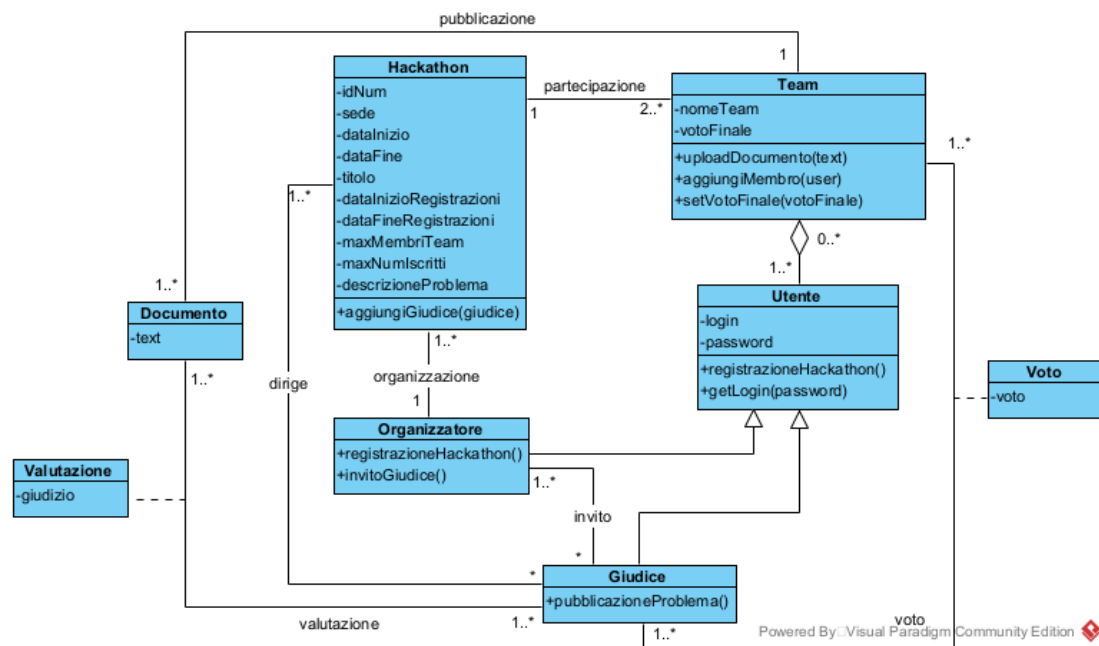 pubblicazione
1
Hackathon
-idNum
-sede
-dataInizio
-dataFine
-titolo
-dataInizioRegistrazioni
-dataFineRegistrazioni
-maxMembriTeam
-maxNumIscritti
-descrizioneProblema
+aggiungiGiudice(giudice)
partecipazione
1
2..*
Team
-nomeTeam
-votoFinale
+uploadDocumento(text)
+aggiungiMembro(user)
+setVotoFinale(votoFinale)
1..*
1..*
0..*
1..*
1..*
Documento
-text
1..*
Utente
-login
-password
+registrazioneHackathon()
+getLogin(password)
Voto
-voto
1..*
organizzazione
1
dirige
Organizzatore
+registrazioneHackathon()
+invitoGiudice()
1..*
Valutazione
-giudizio
invito
*
*
Giudice
+pubblicazioneProblema()
valutazione
1..*
1..*
voto
Powered By Visual Paradigm Community Edition